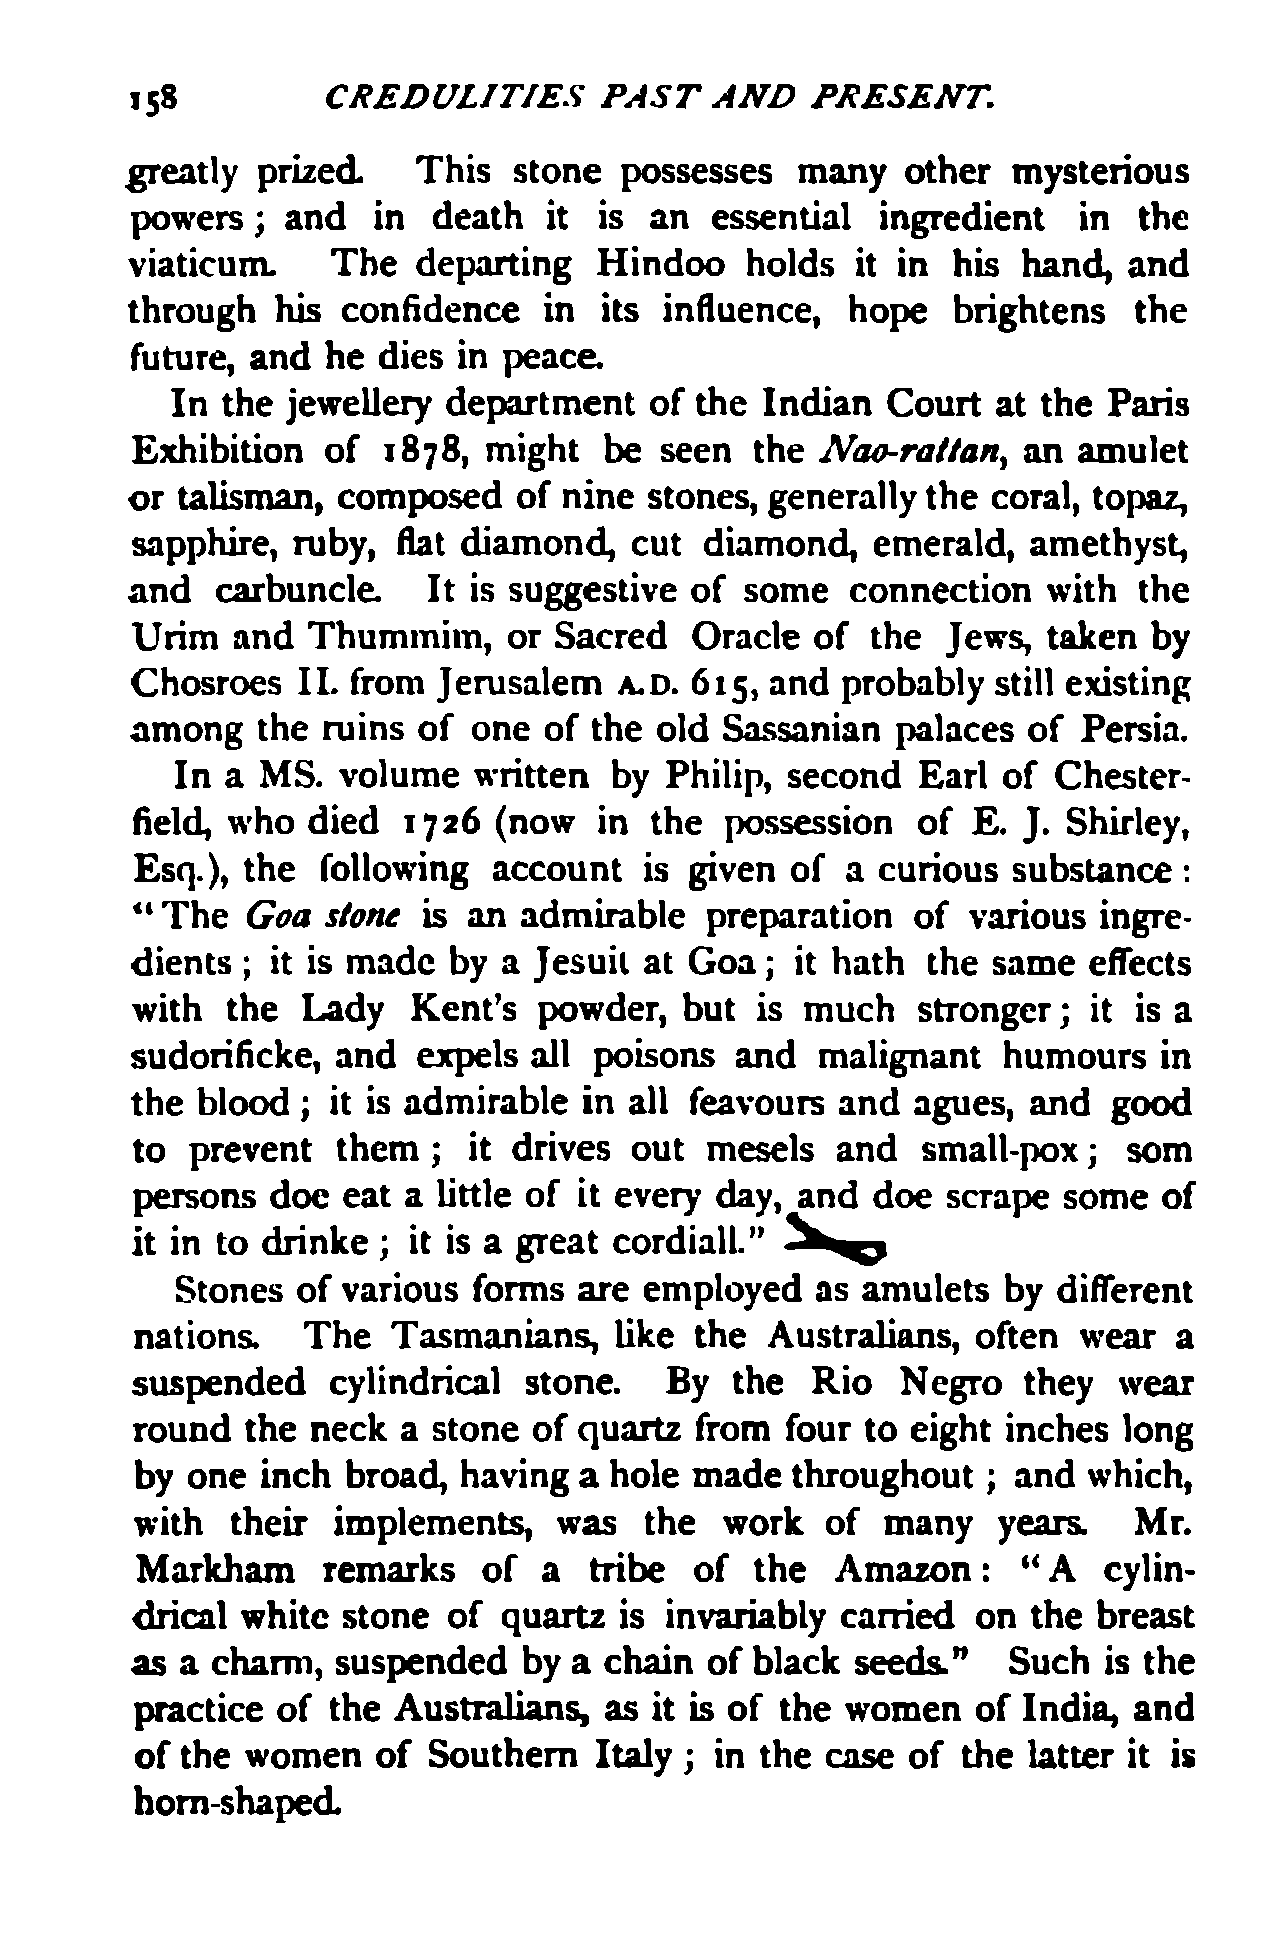 158 CREDULITIES PAST AND PRESENT.
greatly prized. This stone possesses many other mysterious
powers ; and in death it is an essential ingredient in the
viaticum. The departing Hindoo holds it in his hand, and
through his confidence in its influence, hope brightens the
future, and he dies in peace.
In the jewellery department of the Indian Court at the Paris
Exhibition of 1878, might be seen the Nao-rattan, an amulet
or talisman, composed of nine stones, generally the coral, topaz,
sapphire, ruby, flat diamond, cut diamond, emerald, amethyst,
and carbuncle. It is suggestive of some connection with the
Urim and Thummim, or Sacred Oracle of the Jews, taken by
Chosroes II. from Jerusalem A.D. 615, and probably still existing
among the ruins of one of the old Sassanian palaces of Persia.
In a MS. volume written by Philip, second Earl of Chester-
field, who died 1726 (now in the possession of E. J. Shirley,
Esq.), the following account is given of a curious substance :
“The Goa stone is an admirable preparation of various ingre-
dients ; it is made by a Jesuit at Goa ; it hath the same effects
with the Lady Kent's powder, but is much stronger ; it is a
sudorificke, and expels all poisons and malignant humours in
the blood ; it is admirable in all feavours and agues, and good
to prevent them ; it drives out mesels and small-pox ; som
persons doe eat a little of it every day, and doe scrape some of
it in to drinke ; it is a great cordiall.”
Stones of various forms are employed as amulets by different
nations. The Tasmanians, like the Australians, often wear a
suspended cylindrical stone. By the Rio Negro they wear
round the neck a stone of quartz from four to eight inches long
by one inch broad, having a hole made throughout ; and which,
with their implements, was the work of many years. Mr.
Markham remarks of a tribe of the Amazon : “A cylin-
drical white stone of quartz is invariably carried on the breast
as a charm, suspended by a chain of black seeds.” Such is the
practice of the Australians, as it is of the women of India, and
of the women of Southern Italy ; in the case of the latter it is
horn-shaped.